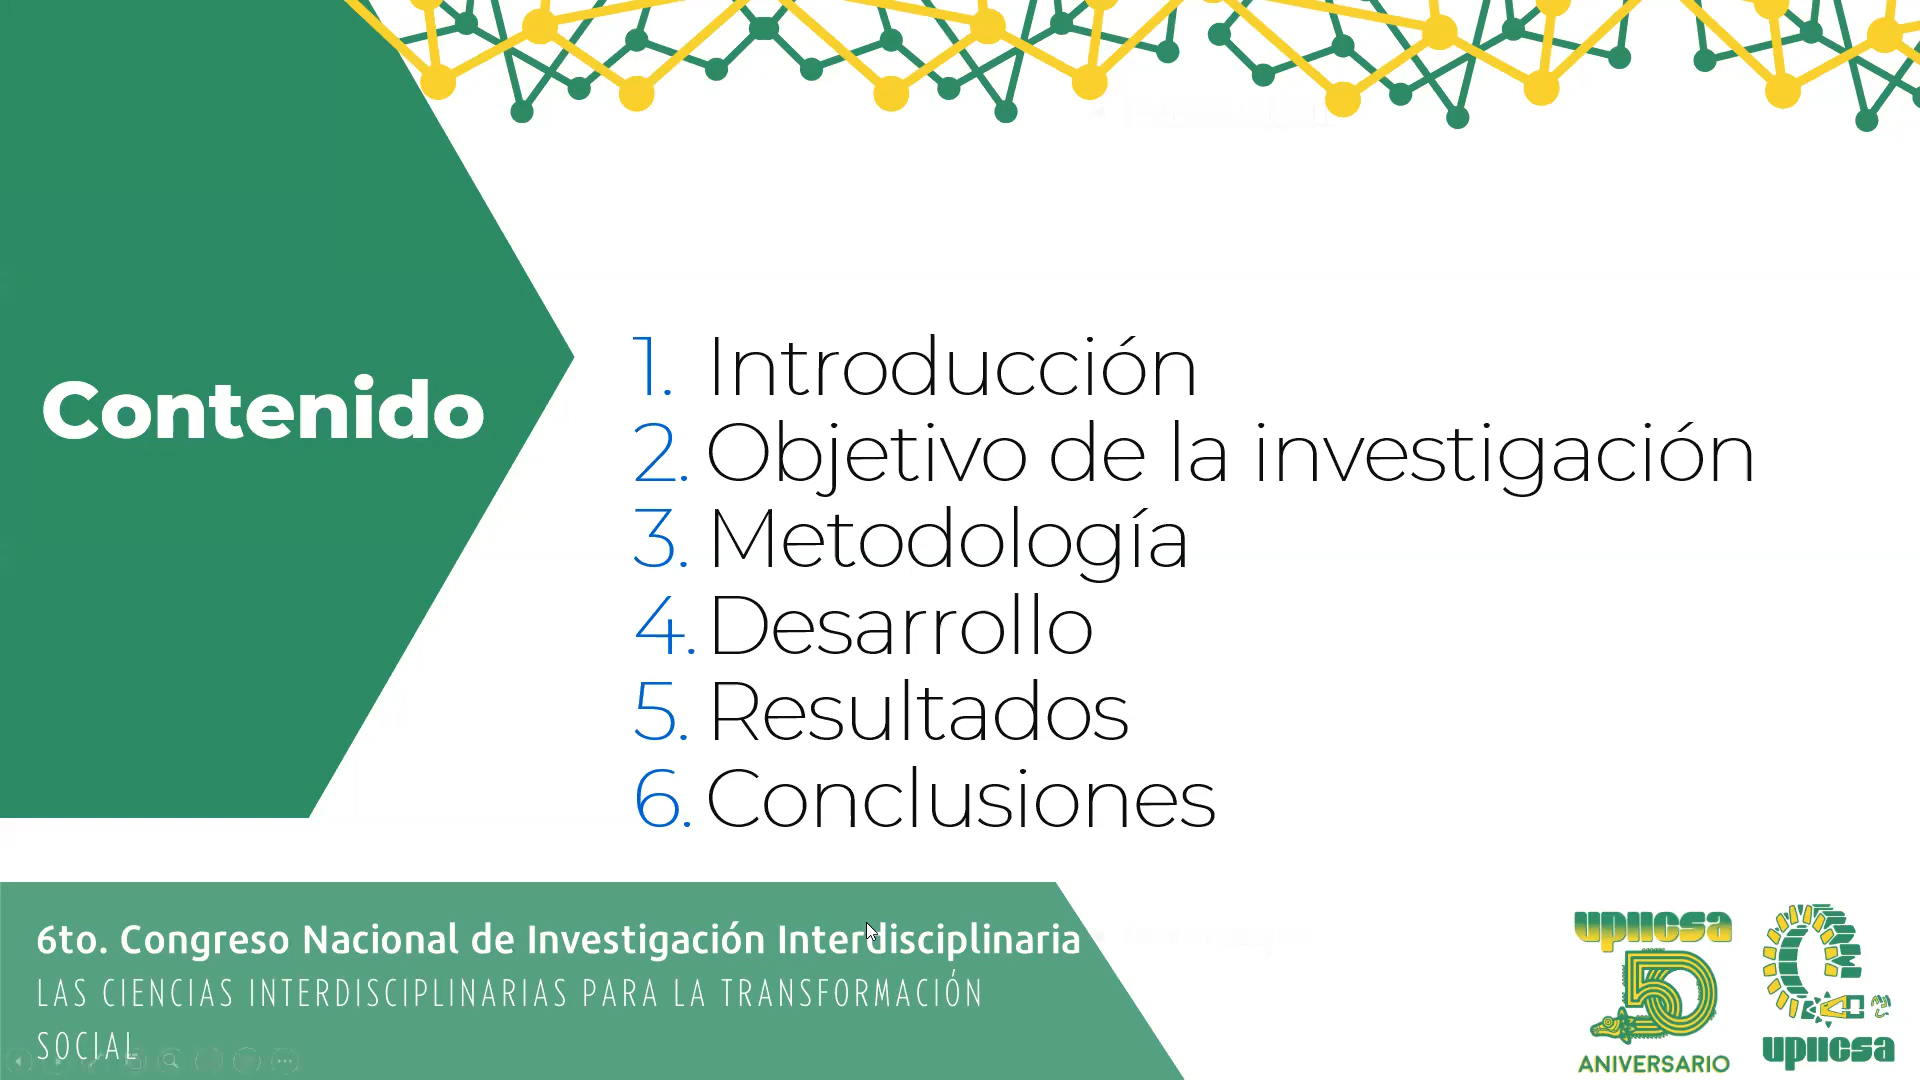 Contenido
1. Introducción
2. Objetivo de la investigación
3. Metodología
4. Desarrollo
5. Resultados
6. Conclusiones
6to. Congreso Nacional de Investigación Interdisciplinaria
LAS CIENCIAS INTERDISCIPLINARIAS PARA LA TRANSFORMACIÓN
SOCIAL
upiicsa
50
ANIVERSARIO
upiicsa